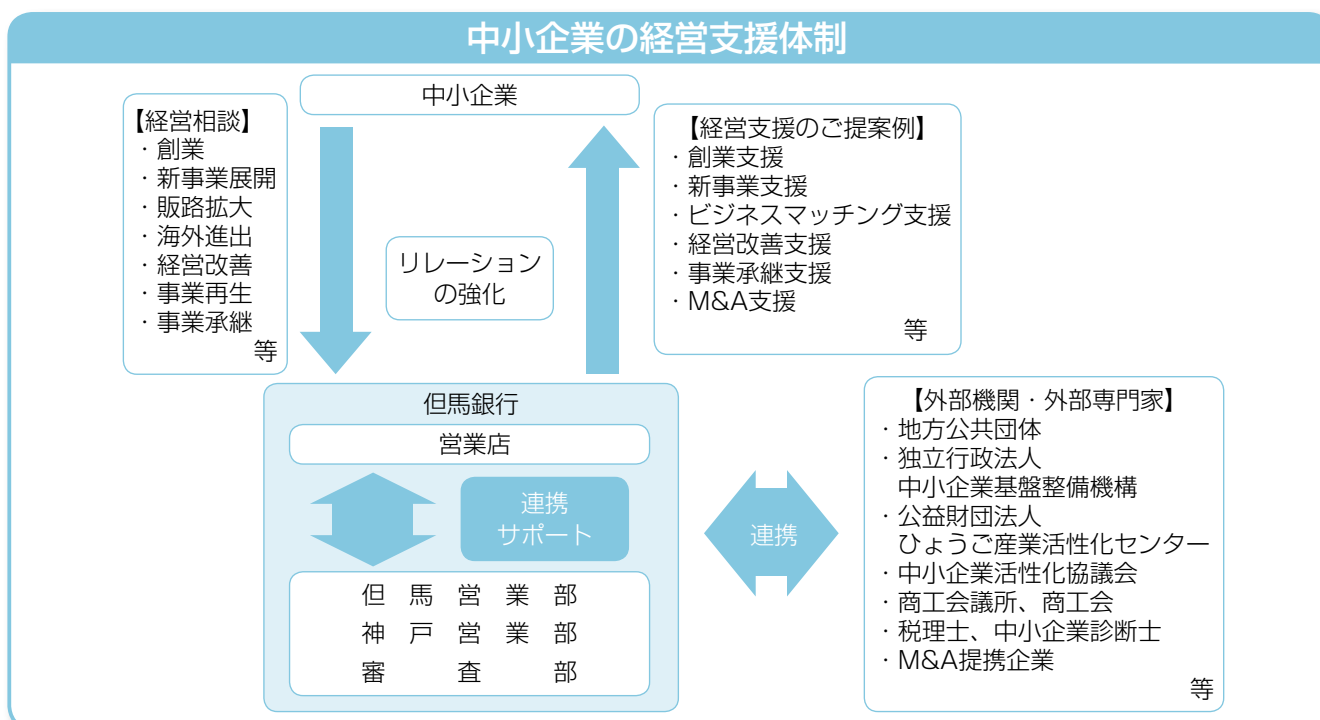 中小企業の経営支援体制
中小企業
【経営相談】
・創業
・新事業展開
・販路拡大
・海外進出
・経営改善
・事業再生
・事業承継
等
リレーション
の強化
【経営支援のご提案例】
・創業支援
・新事業支援
・ビジネスマッチング支援
・経営改善支援
・事業承継支援
・M&A支援
等
但馬銀行
営業店
連携
サポート
但馬営業部
神戸営業部
審査部
連携
【外部機関・外部専門家】
・地方公共団体
・独立行政法人
中小企業基盤整備機構
・公益財団法人
ひょうご産業活性化センター
・中小企業活性化協議会
・商工会議所、商工会
・税理士、中小企業診断士
・M&A提携企業
等